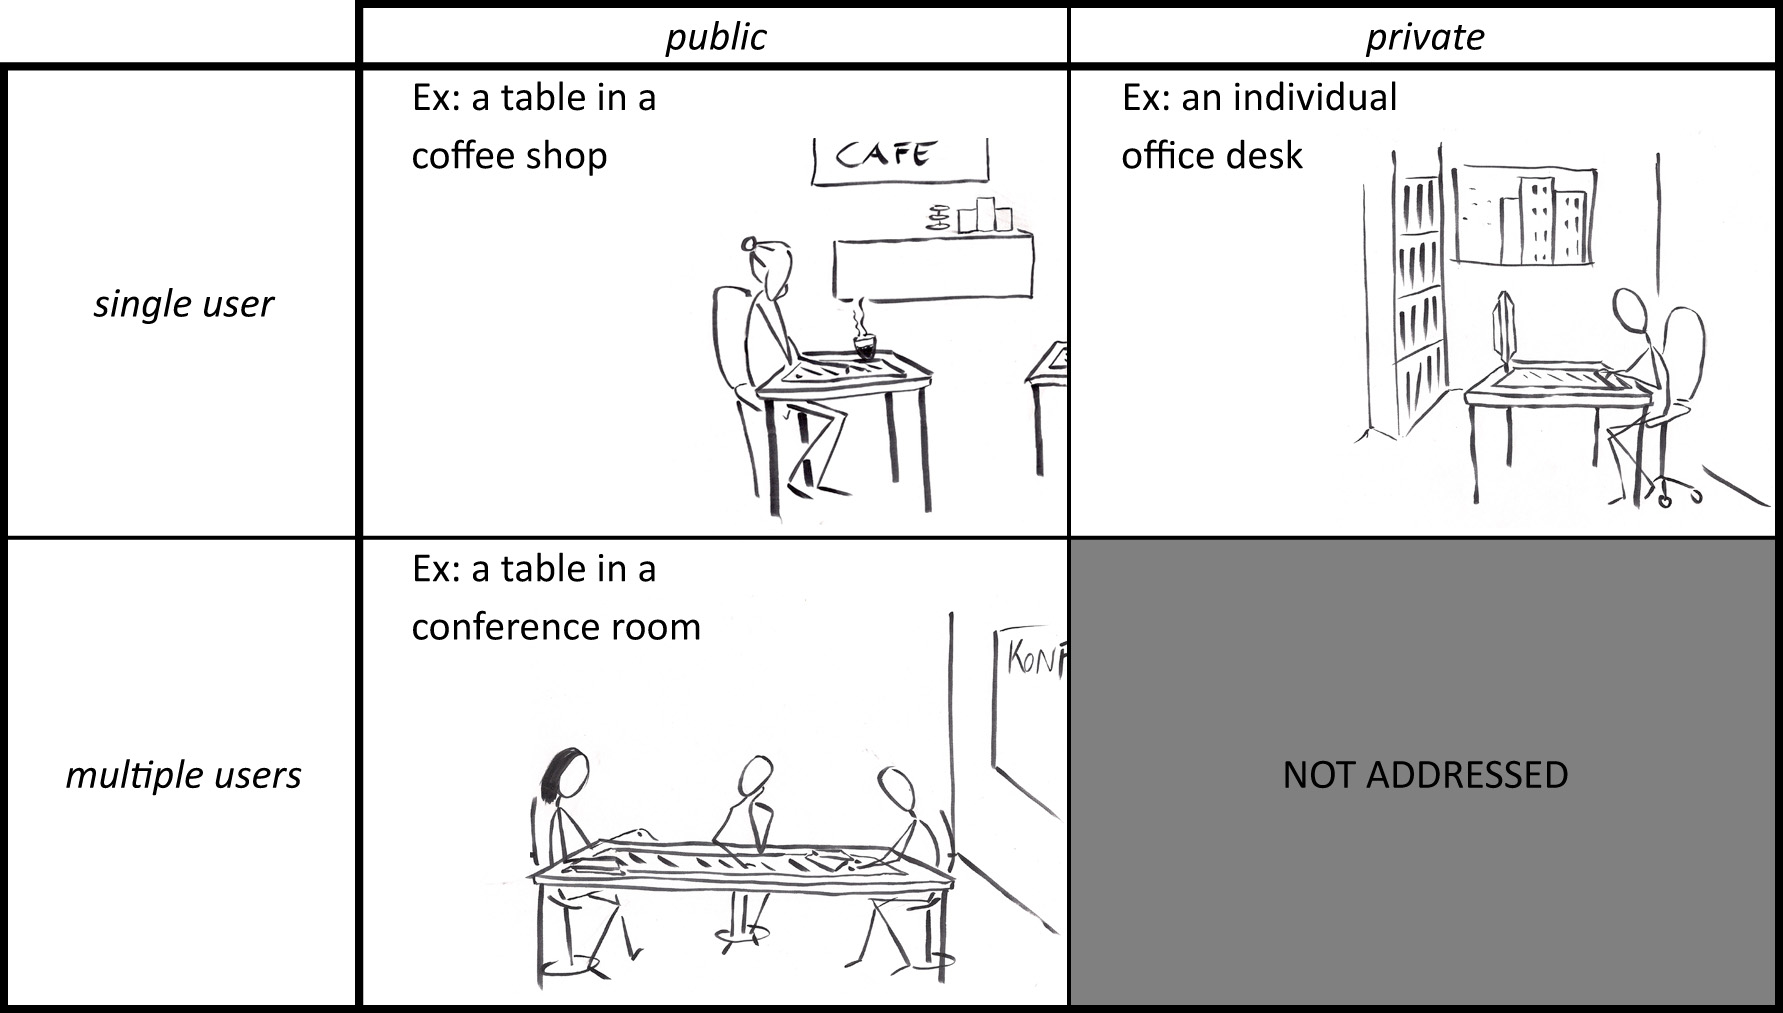 public
private
Ex: a table in a
coffee shop
CAFE
Ex: an individual
office desk
single user
Ex: a table in a
conference room
KONF
multiple users
NOT ADDRESSED